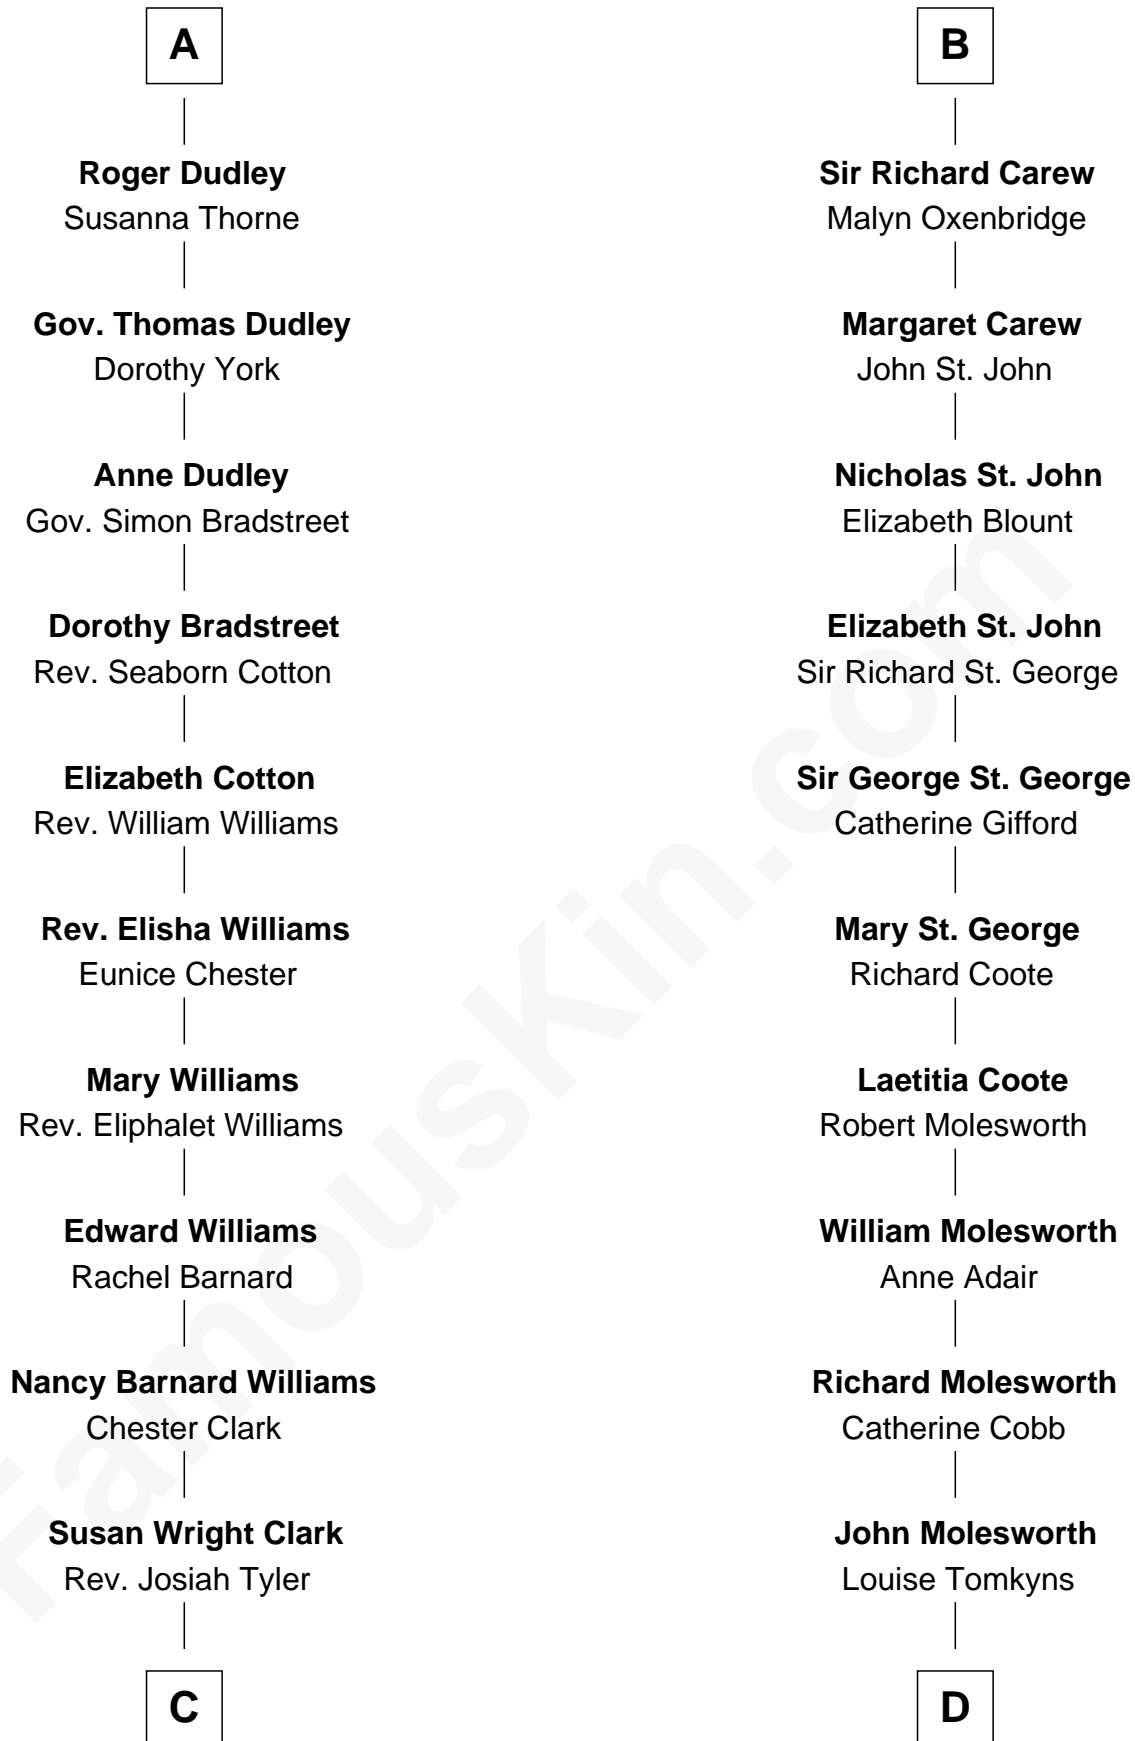 A
Roger Dudley
Susanna Thorne
Gov. Thomas Dudley
Dorothy York
Anne Dudley
Gov. Simon Bradstreet
Dorothy Bradstreet
Rev. Seaborn Cotton
Elizabeth Cotton
Rev. William Williams
Rev. Elisha Williams
Eunice Chester
Mary Williams
Rev. Eliphalet Williams
Edward Williams
Rachel Barnard
Nancy Barnard Williams
Chester Clark
Susan Wright Clark
Rev. Josiah Tyler
C
B
Sir Richard Carew
Malyn Oxenbridge
Margaret Carew
John St. John
Nicholas St. John
Elizabeth Blount
Elizabeth St. John
Sir Richard St. George
Sir George St. George
Catherine Gifford
Mary St. George
Richard Coote
Laetitia Coote
Robert Molesworth
William Molesworth
Anne Adair
Richard Molesworth
Catherine Cobb
John Molesworth
Louise Tomkyns
D
FamousKin.com